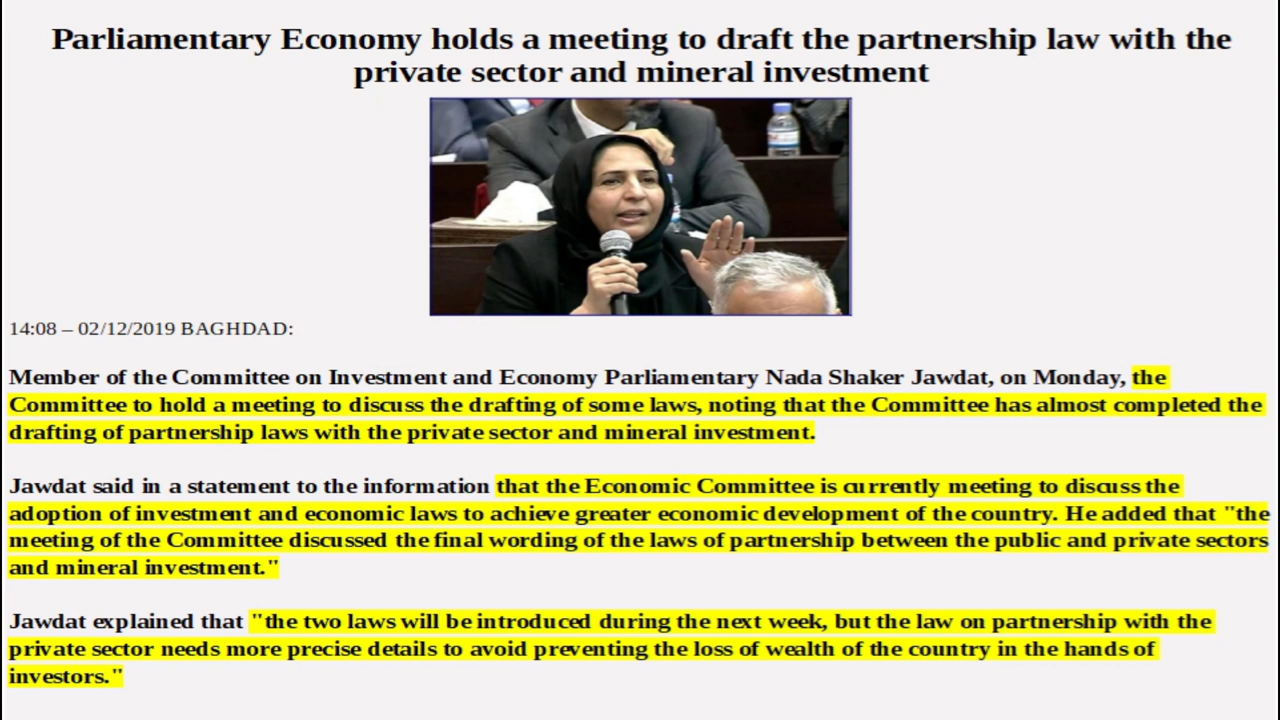 Parliamentary Economy holds a meeting to draft the partnership law with the
private sector and mineral investment
14:08 – 02/12/2019 BAGHDAD:
Member of the Committee on Investment and Economy Parliamentary Nada Shaker Jawdat, on Monday, the
Committee to hold a meeting to discuss the drafting of some laws, noting that the Committee has almost completed the
drafting of partnership laws with the private sector and mineral investment.
Jawdat said in a statement to the information that the Economic Committee is currently meeting to discuss the
adoption of investment and economic laws to achieve greater economic development of the country. He added that "the
meeting of the Committee discussed the final wording of the laws of partnership between the public and private sectors
and mineral investment."
Jawdat explained that "the two laws will be introduced during the next week, but the law on partnership with the
private sector needs more precise details to avoid preventing the loss of wealth of the country in the hands of
investors."